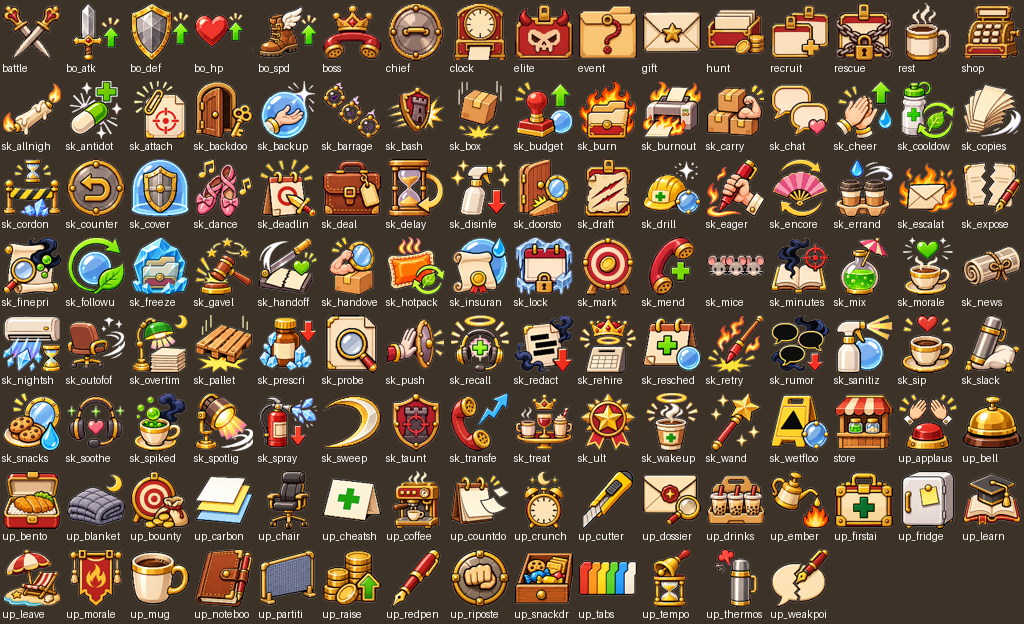 battle bo_atk bo_def bo_hp bo_spd boss chief clock elite event gift hunt recruit rescue rest shop
sk_allnigh sk_antidot sk_attach sk_backdoo sk_backup sk_barrage sk_bash sk_box sk_budget sk_burn sk_burnout sk_carry sk_chat sk_cheer sk_cooldow sk_copies
sk_cordon sk_counter sk_cover sk_dance sk_deadlin sk_deal sk_delay sk_disinfe sk_doorsto sk_draft sk_drill sk_eager sk_encore sk_errand sk_escalat sk_expose
sk_finepri sk_followu sk_freeze sk_gavel sk_handoff sk_handove sk_hotpack sk_insuran sk_lock sk_mark sk_mend sk_mice sk_minutes sk_mix sk_morale sk_news
sk_nightsh sk_outofof sk_overtim sk_pallet sk_prescri sk_probe sk_push sk_recall sk_redact sk_rehire sk_resched sk_retry sk_rumor sk_sanitiz sk_sip sk_slack
sk_snacks sk_soothe sk_spiked sk_spotlig sk_spray sk_sweep sk_taunt sk_transfe sk_treat sk_ult sk_wakeup sk_wand sk_wetfloo store up_applaus up_bell
up_bento up_blanket up_bounty up_carbon up_chair up_cheatsh up_coffee up_countdo up_crunch up_cutter up_dossier up_drinks up_ember up_firstai up_fridge up_learn
up_leave up_morale up_mug up_noteboo up_partiti up_raise up_redpen up_riposte up_snackdr up_tabs up_tempo up_thermos up_weakpoi